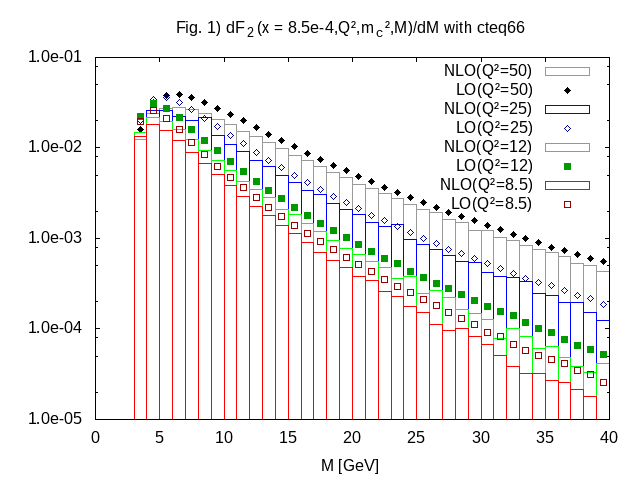 Fig. 1) dF₂(x = 8.5e-4,Q²,m_c²,M)/dM with cteq66
1.0e-01
NLO(Q²=50)
LO(Q²=50)
NLO(Q²=25)
LO(Q²=25)
1.0e-02
NLO(Q²=12)
LO(Q²=12)
NLO(Q²=8.5)
LO(Q²=8.5)
1.0e-03
1.0e-04
1.0e-05
0 5 10 15 20 25 30 35 40
M [GeV]